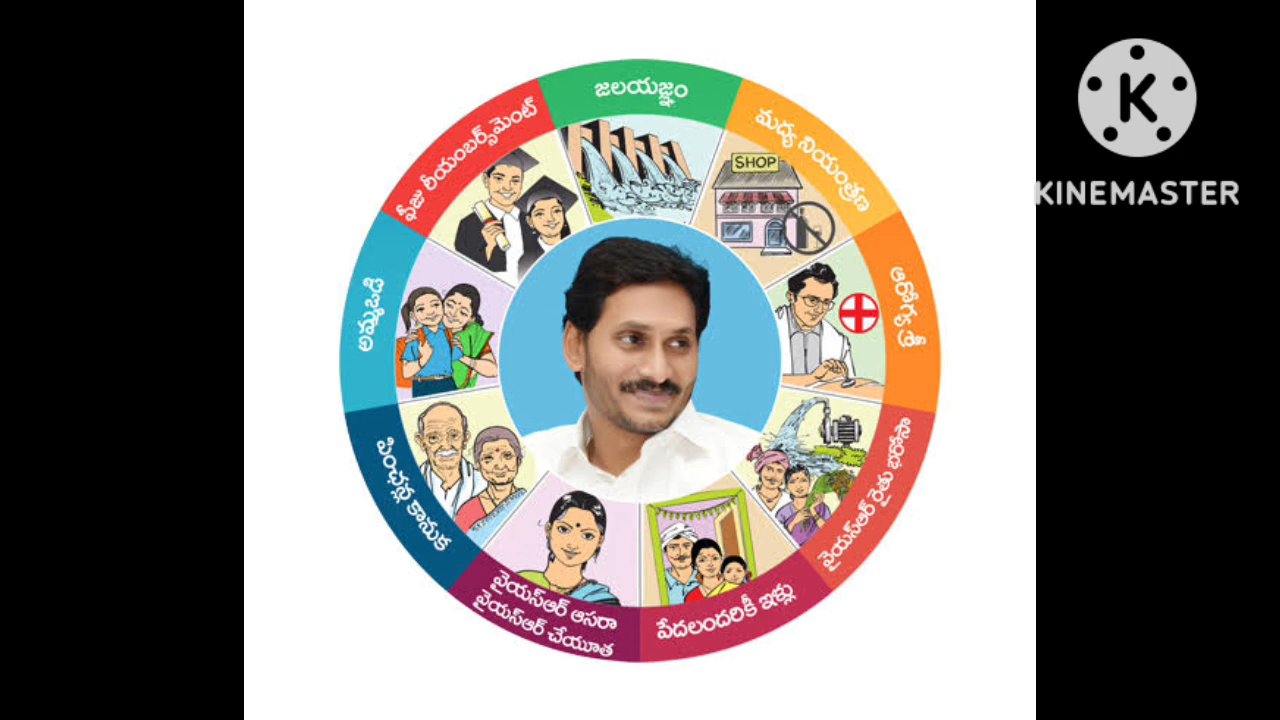 జలయజ్ఞం
మద్య నియంత్రణ
SHOP
ఆరోగ్య శ్రీ
వైయస్ఆర్ రైతు భరోసా
పేదలందరికీ ఇళ్లు
వైయస్ఆర్ ఆసరా
వైయస్ఆర్ చేయూత
పింఛన్ల కానుక
అమ్మఒడి
ఫీజు రీయింబర్స్‌మెంట్
K
KINEMASTER